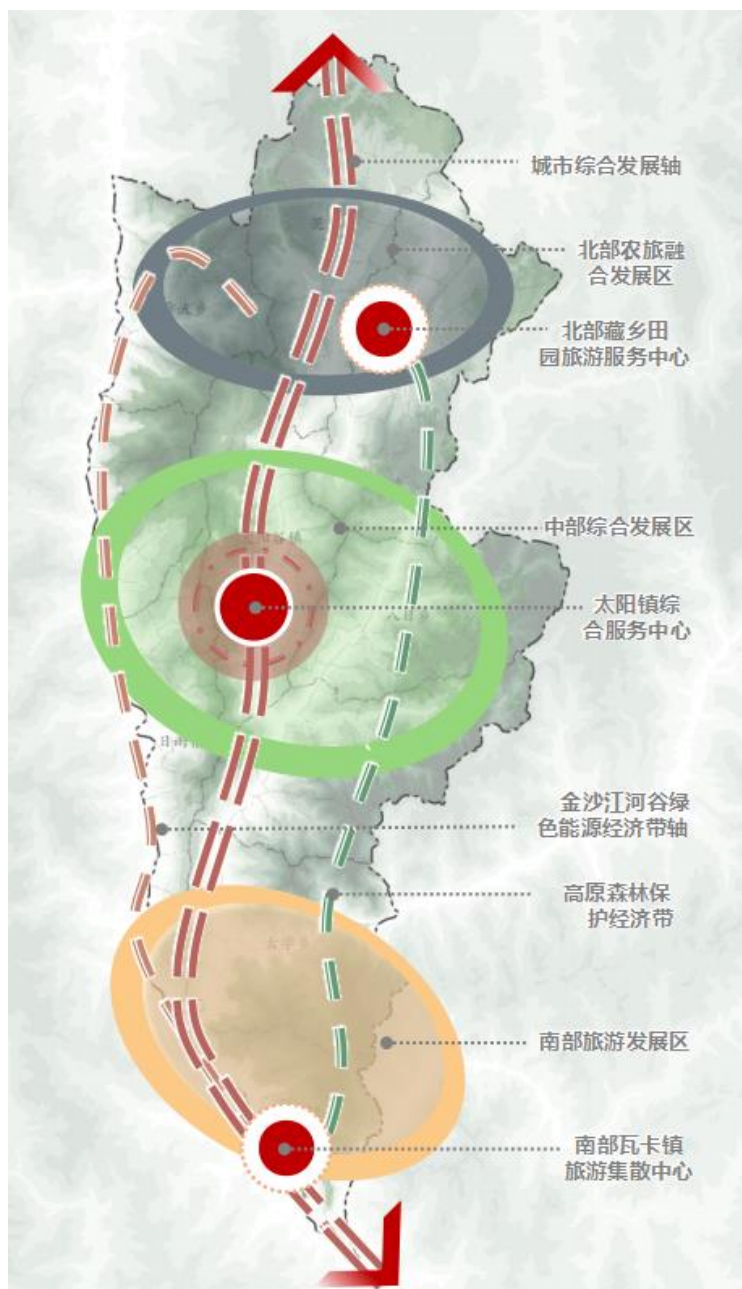 城市综合发展轴
北部农旅融
合发展区
北部藏乡田
园旅游服务中心
中部综合发展区
太阳镇综
合服务中心
八日乡
金沙江河谷绿
色能源经济带轴
高原森林保
护经济带
南部旅游发展区
南部瓦卡镇
旅游集散中心